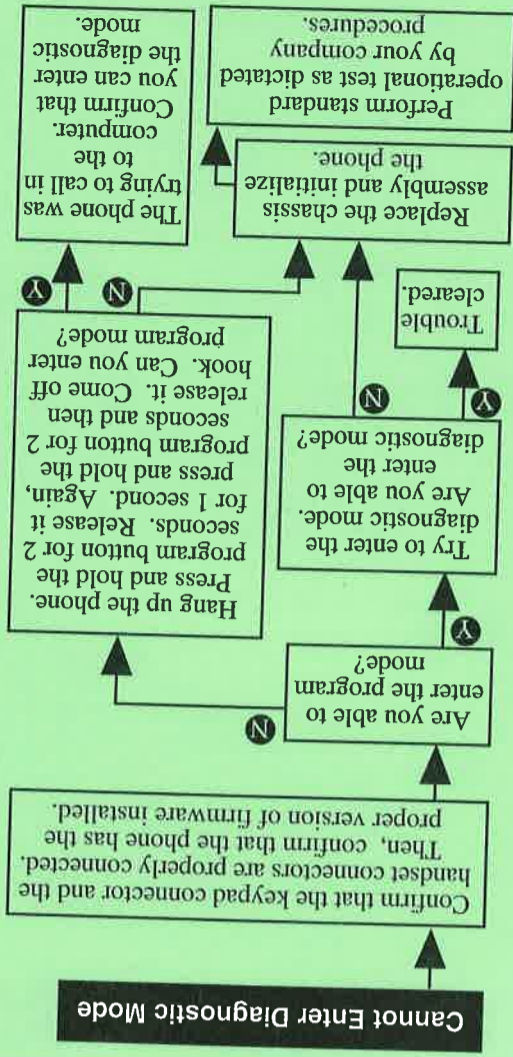 Cannot Enter Diagnostic Mode
Confirm that the keypad connector and the
handset connectors are properly connected.
Then, confirm that the phone has the
proper version of firmware installed.
Are you able to
enter the program
mode?
Y
N
Try to enter the
diagnostic mode.
Are you able to
enter the
diagnostic mode?
Y
N
Trouble
cleared.
Hang up the phone.
Press and hold the
program button for 2
seconds. Release it
for 1 second. Again,
press and hold the
program button for 2
seconds and then
release it. Come off
hook. Can you enter
program mode?
N
Y
Replace the chassis
assembly and initialize
the phone.
Perform standard
operational test as dictated
by your company
procedures.
The phone was
trying to call in
to the
computer.
Confirm that
you can enter
the diagnostic
mode.